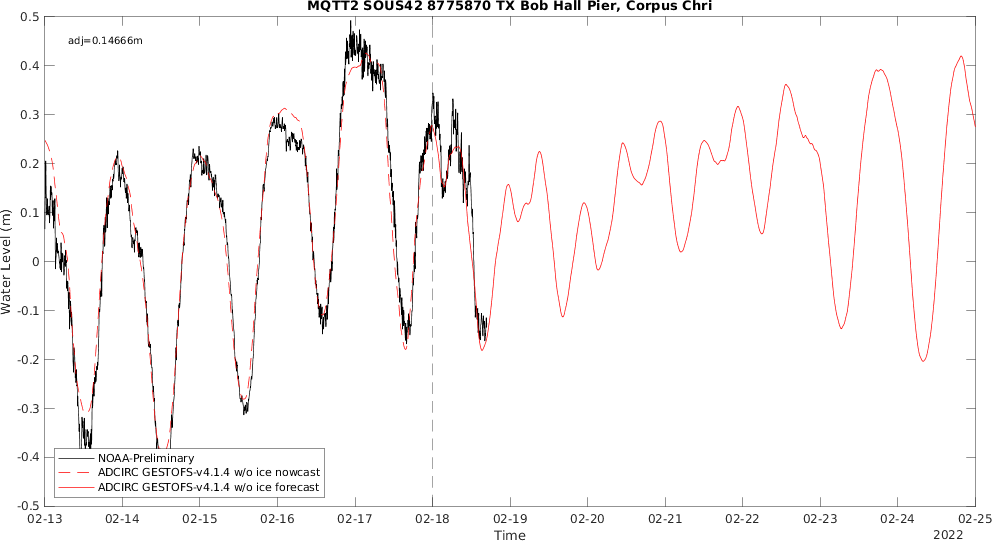 MQTT2 SOUS42 8775870 TX Bob Hall Pier, Corpus Chri
adj=0.14666m
0.5
0.4
0.3
0.2
0.1
0
-0.1
-0.2
-0.3
-0.4
-0.5
Water Level (m)
NOAA-Preliminary
ADCIRC GESTOFS-v4.1.4 w/o ice nowcast
ADCIRC GESTOFS-v4.1.4 w/o ice forecast
02-13 02-14 02-15 02-16 02-17 02-18 02-19 02-20 02-21 02-22 02-23 02-24 02-25
Time
2022